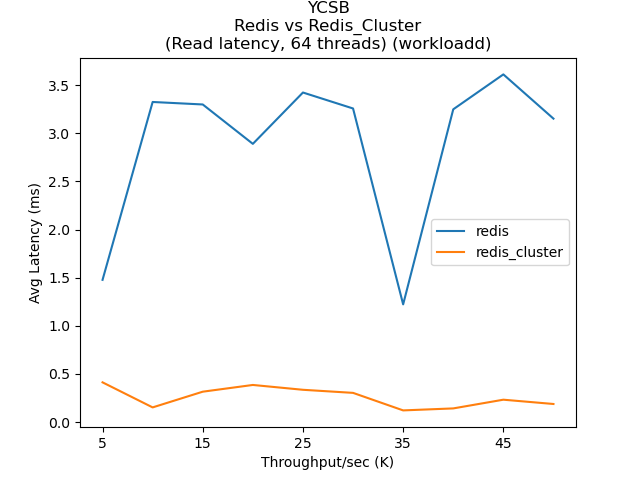 YCSB
Redis vs Redis_Cluster
(Read latency, 64 threads) (workloadd)
Avg Latency (ms)
3.5
3.0
2.5
2.0
1.5
1.0
0.5
0.0
redis
redis_cluster
5
15
25
35
45
Throughput/sec (K)